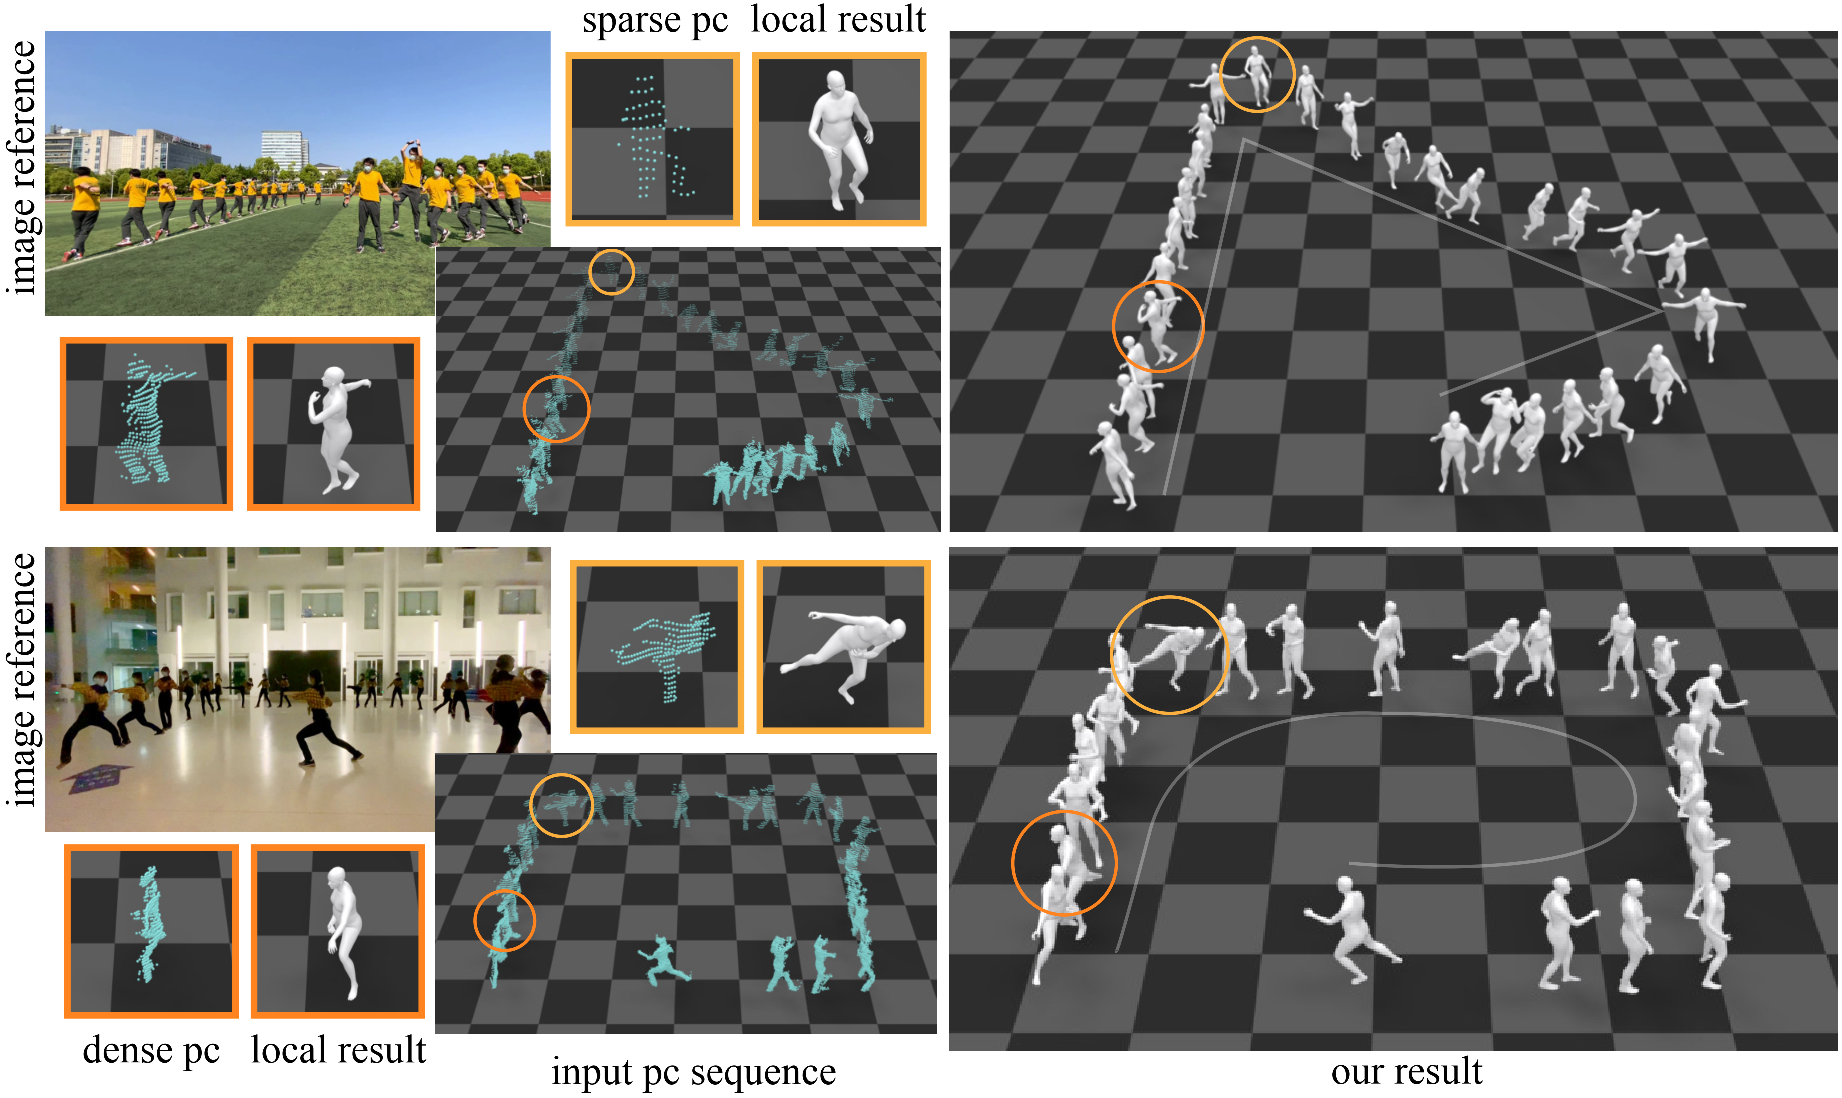 sparse pc
local result
image reference
image reference
dense pc
local result
input pc sequence
our result